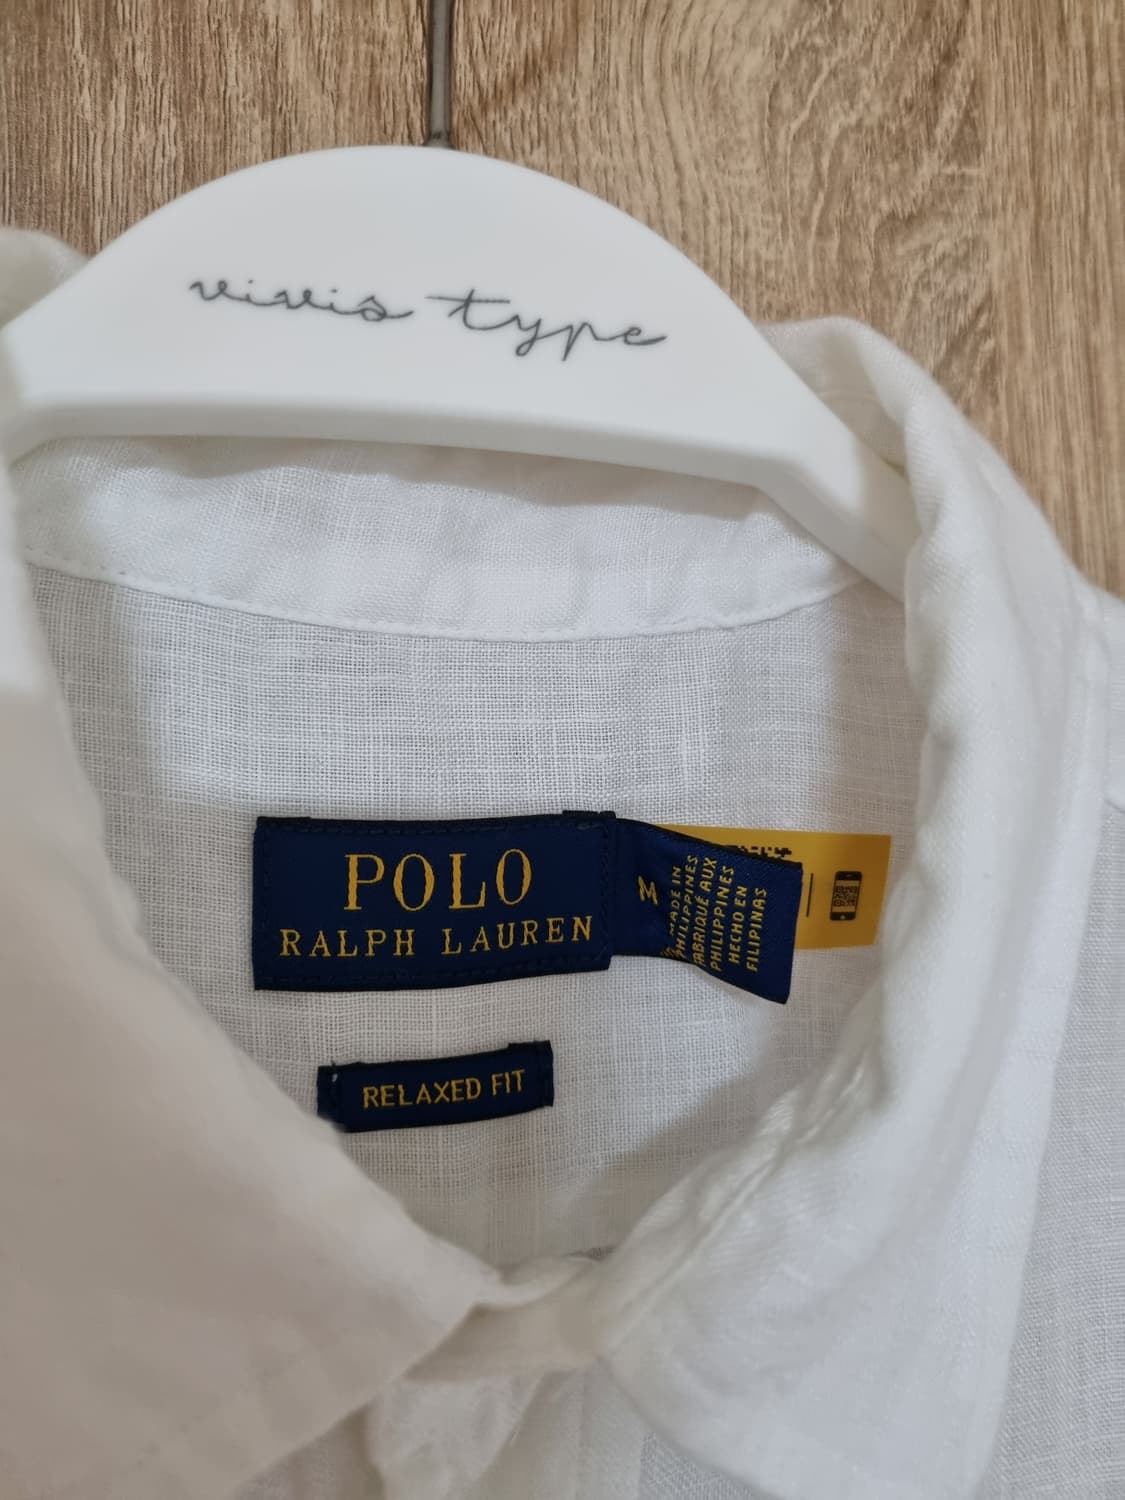 vivis type
POLO
RALPH LAUREN
M
MADE IN
PHILIPPINES
FABRIQUÉ AUX
PHILIPPINES
HECHO EN
FILIPINAS
RELAXED FIT